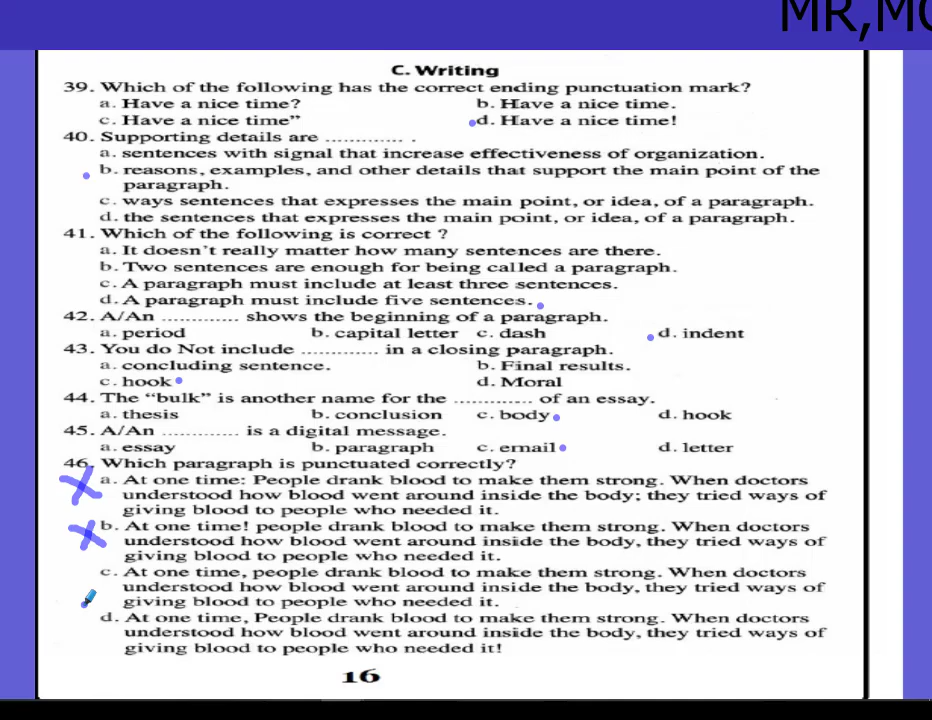 MR,MO
C. Writing
39. Which of the following has the correct ending punctuation mark?
a. Have a nice time? b. Have a nice time.
c. Have a nice time” d. Have a nice time!
40. Supporting details are ............. .
a. sentences with signal that increase effectiveness of organization.
b. reasons, examples, and other details that support the main point of the
paragraph.
c. ways sentences that expresses the main point, or idea, of a paragraph.
d. the sentences that expresses the main point, or idea, of a paragraph.
41. Which of the following is correct ?
a. It doesn’t really matter how many sentences are there.
b. Two sentences are enough for being called a paragraph.
c. A paragraph must include at least three sentences.
d. A paragraph must include five sentences.
42. A/An ............. shows the beginning of a paragraph.
a. period b. capital letter c. dash d. indent
43. You do Not include ............. in a closing paragraph.
a. concluding sentence. b. Final results.
c. hook d. Moral
44. The “bulk” is another name for the ............. of an essay.
a. thesis b. conclusion c. body d. hook
45. A/An ............. is a digital message.
a. essay b. paragraph c. email d. letter
46. Which paragraph is punctuated correctly?
a. At one time: People drank blood to make them strong. When doctors
understood how blood went around inside the body; they tried ways of
giving blood to people who needed it.
b. At one time! people drank blood to make them strong. When doctors
understood how blood went around inside the body, they tried ways of
giving blood to people who needed it.
c. At one time, people drank blood to make them strong. When doctors
understood how blood went around inside the body, they tried ways of
giving blood to people who needed it.
d. At one time, People drank blood to make them strong. When doctors
understood how blood went around inside the body, they tried ways of
giving blood to people who needed it!
16